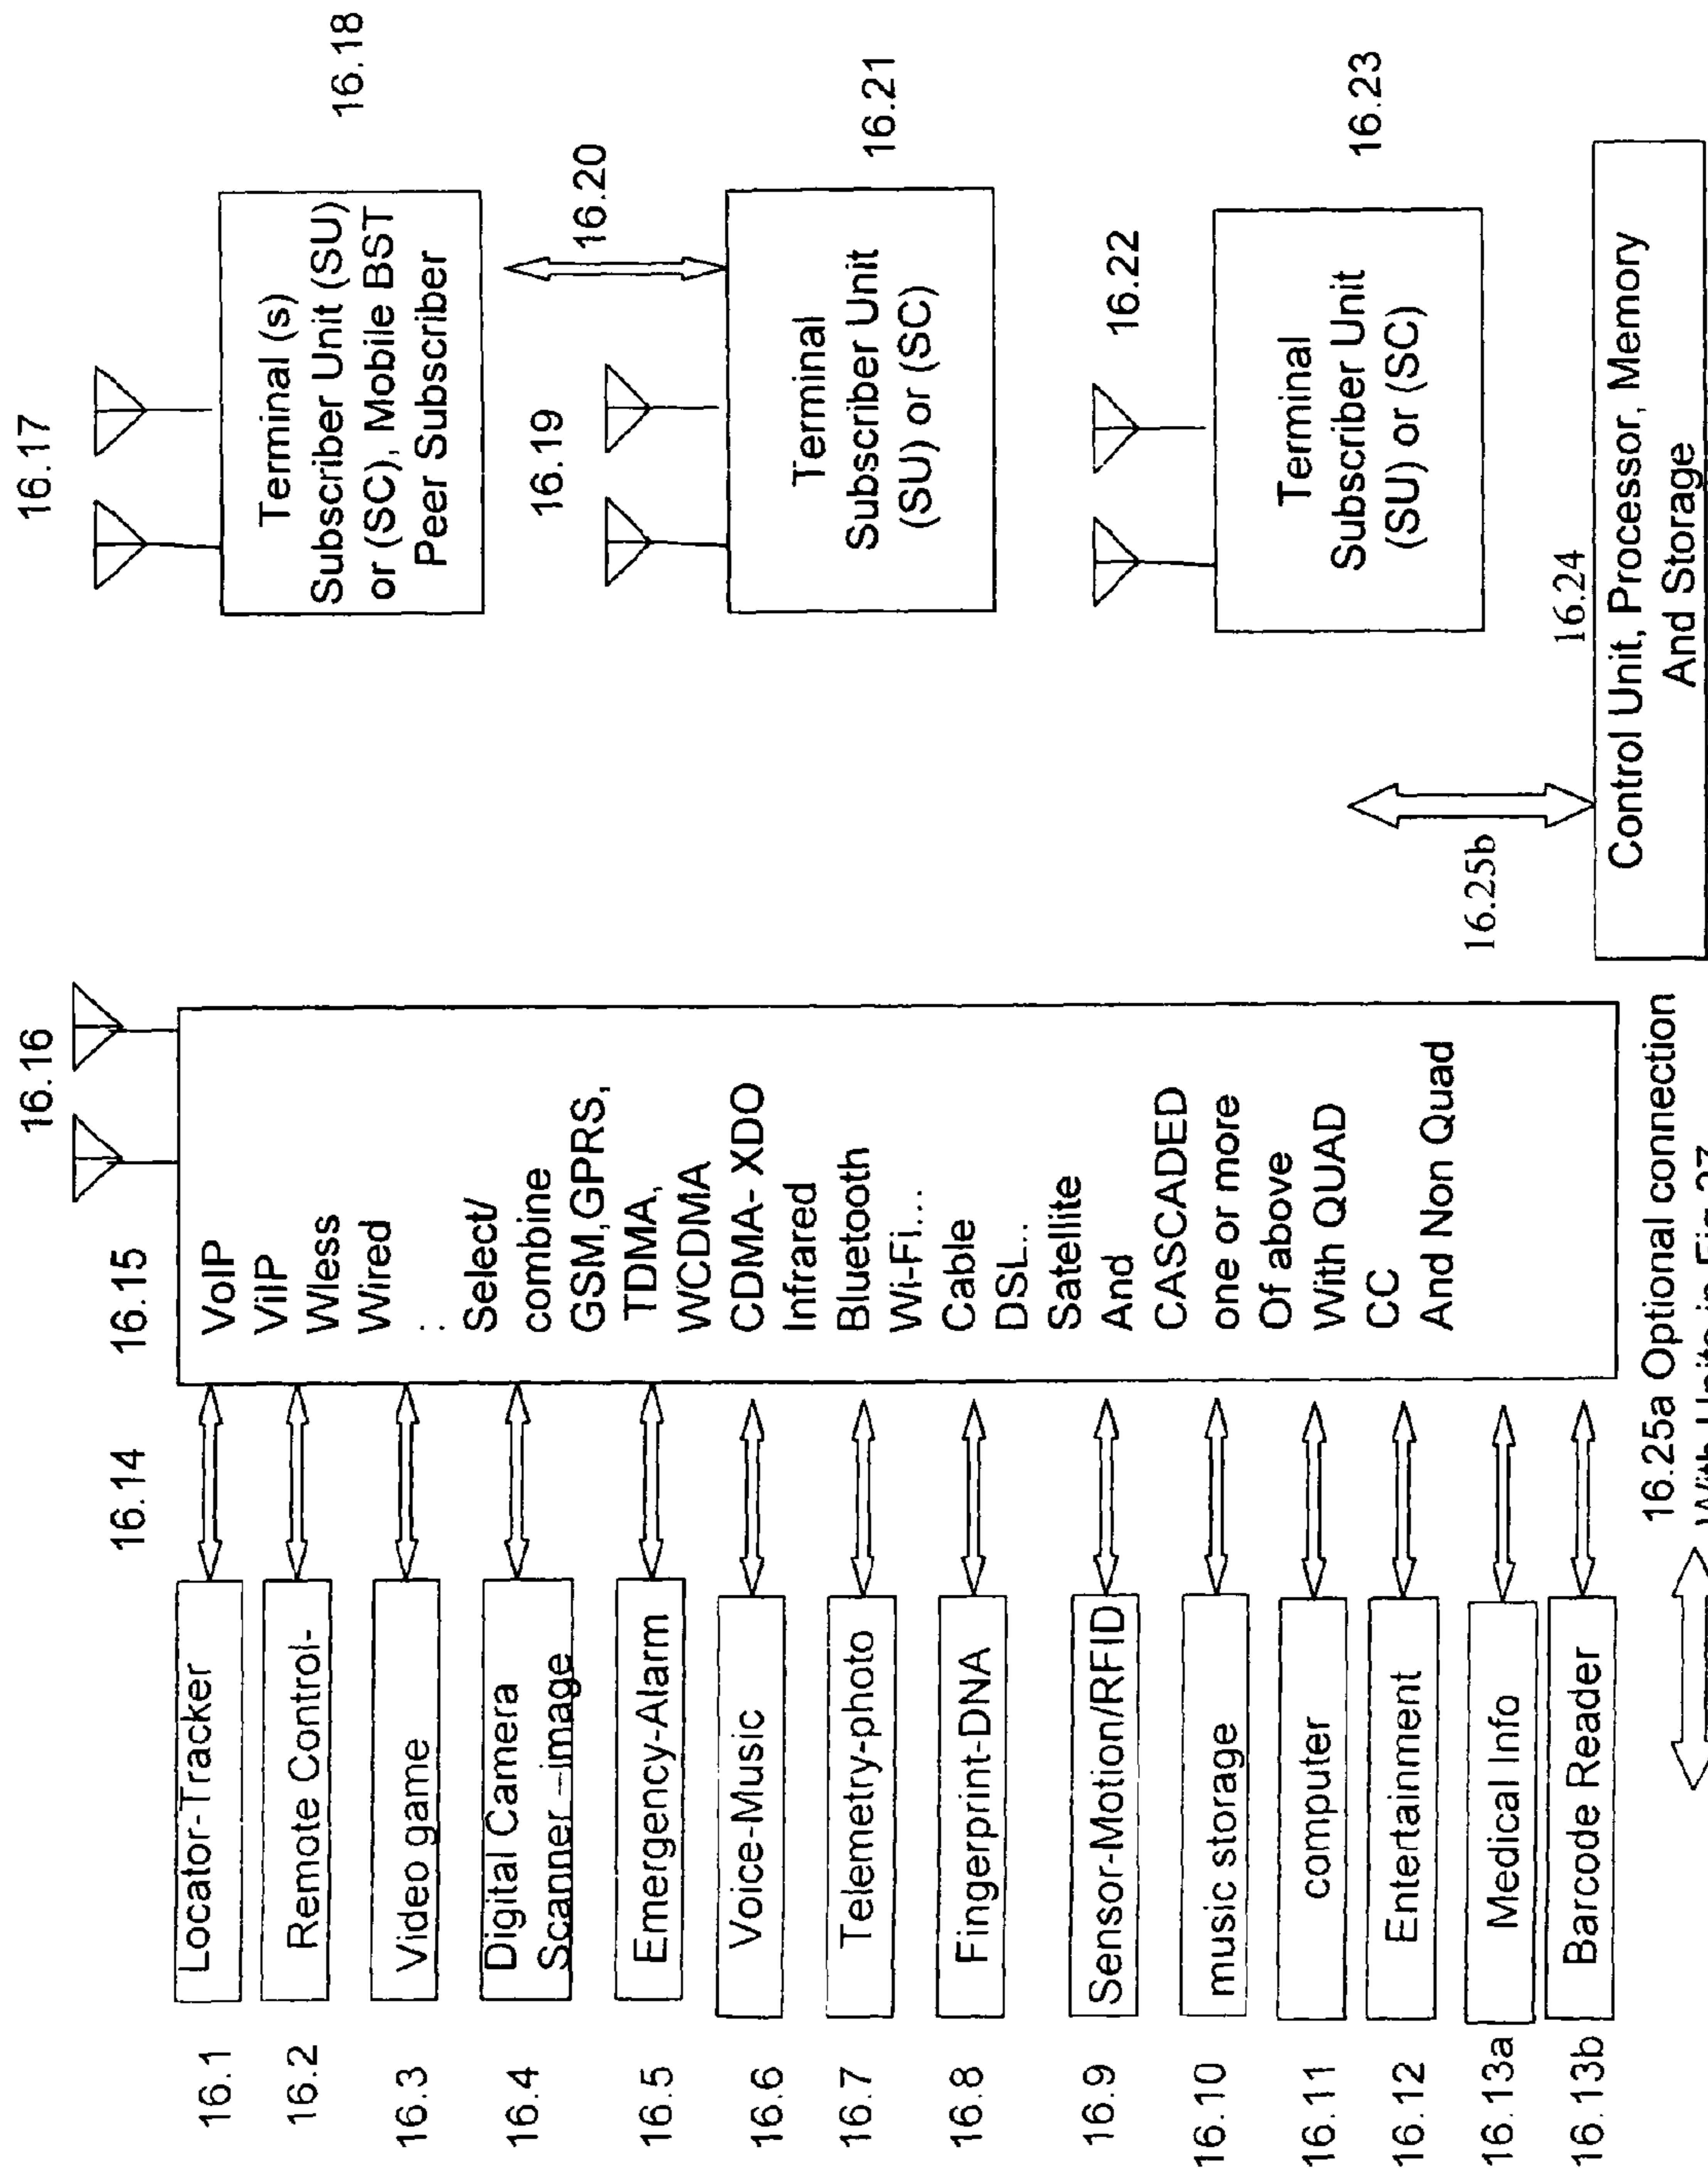 16.1
Locator-Tracker
16.2
Remote Control-
16.3
Video game
16.4
Digital Camera
Scanner –image
16.5
Emergency-Alarm
16.6
Voice-Music
16.7
Telemetry-photo
16.8
Fingerprint-DNA
16.9
Sensor-Motion/RFID
16.10
music storage
16.11
computer
16.12
Entertainment
16.13a
Medical Info
16.13b
Barcode Reader
16.14
16.15
16.16
VoIP
ViIP
Wless
Wired
..
Select/
combine
GSM,GPRS,
TDMA,
WCDMA
CDMA- XDO
Infrared
Bluetooth
Wi-Fi...
Cable
DSL..
Satellite
And
CASCADED
one or more
Of above
With QUAD
CC
And Non Quad
16.25a Optional connection
With Units in Fig 27
16.17
16.18
Terminal (s)
Subscriber Unit (SU)
or (SC), Mobile BST
Peer Subscriber
16.19
16.20
16.21
Terminal
Subscriber Unit
(SU) or (SC)
16.22
16.23
Terminal
Subscriber Unit
(SU) or (SC)
16.25b
16.24
Control Unit, Processor, Memory
And Storage